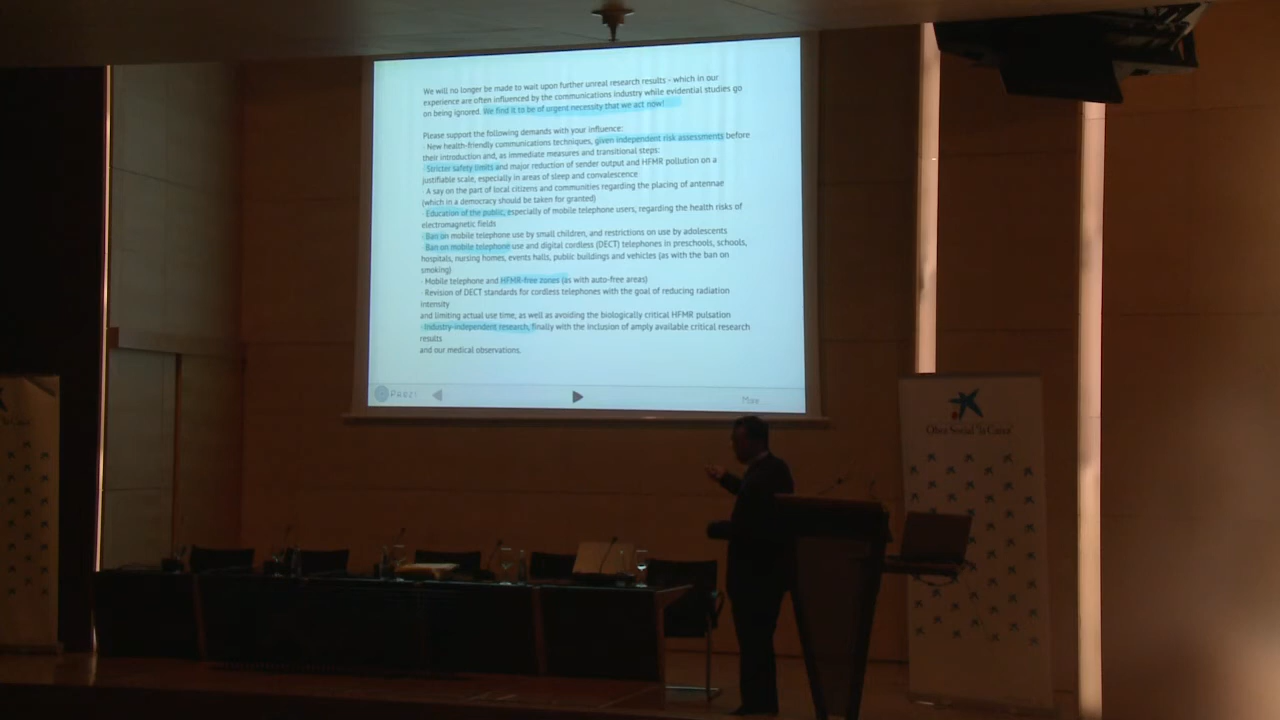 We will no longer be made to wait upon further unreal research results - which in our
experience are often influenced by the communications industry while evidential studies go
on being ignored. We find it to be of urgent necessity that we act now!
Please support the following demands with your influence:
· New health-friendly communications techniques, given independent risk assessments before
their introduction and, as immediate measures and transitional steps:
· Stricter safety limits and major reduction of sender output and HFMR pollution on a
justifiable scale, especially in areas of sleep and convalescence
· A say on the part of local citizens and communities regarding the placing of antennae
(which in a democracy should be taken for granted)
· Education of the public, especially of mobile telephone users, regarding the health risks of
electromagnetic fields
· Ban on mobile telephone use by small children, and restrictions on use by adolescents
· Ban on mobile telephone use and digital cordless (DECT) telephones in preschools, schools,
hospitals, nursing homes, events halls, public buildings and vehicles (as with the ban on
smoking)
· Mobile telephone and HFMR-free zones (as with auto-free areas)
· Revision of DECT standards for cordless telephones with the goal of reducing radiation
intensity
and limiting actual use time, as well as avoiding the biologically critical HFMR pulsation
· Industry-independent research, finally with the inclusion of amply available critical research
results
and our medical observations.
Prezi
More
Obra Social "la Caixa"